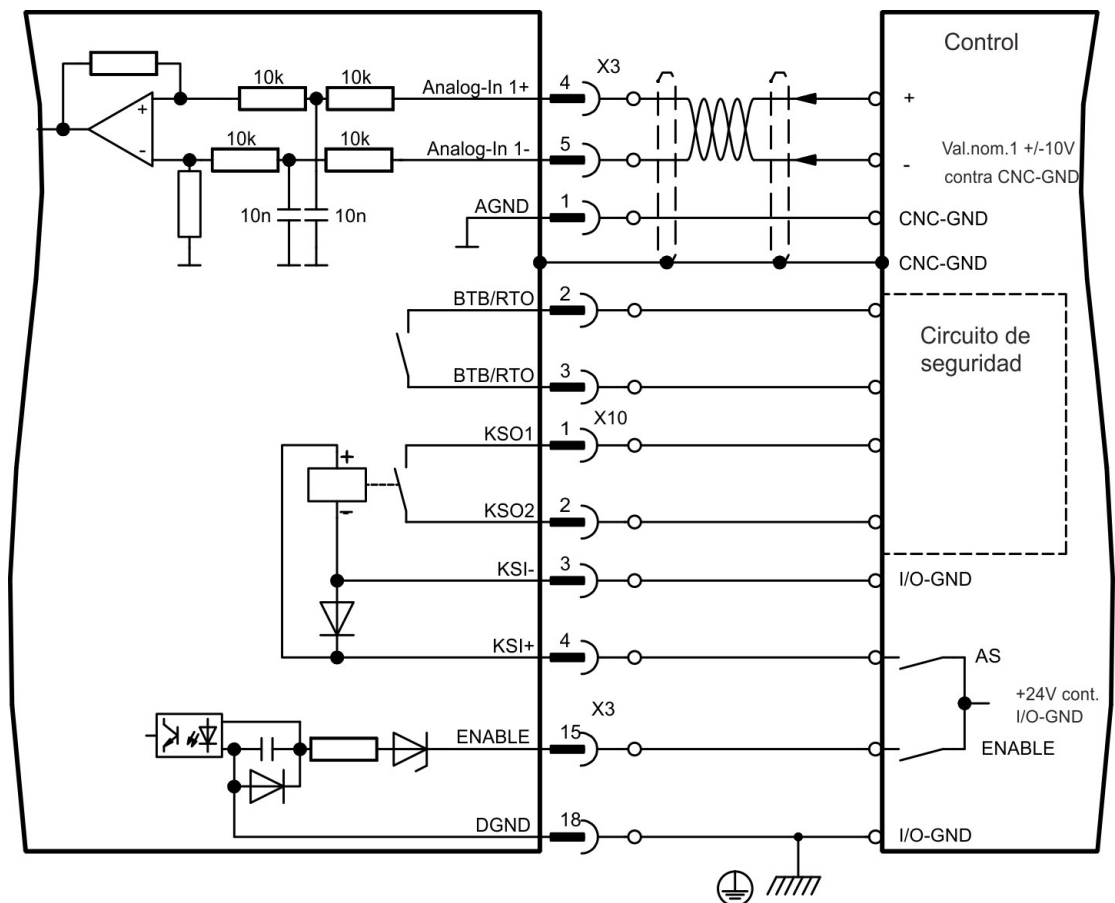 Control
X3
10k
10k
Analog-In 1+
4
+
+
10k
10k
Analog-In 1-
5
-
-
Val.nom.1 +/-10V
contra CNC-GND
10n
10n
AGND
1
CNC-GND
CNC-GND
BTB/RTO
2
Circuito de
seguridad
BTB/RTO
3
X10
KSO1
1
+
-
KSO2
2
KSI-
3
I/O-GND
KSI+
4
AS
+24V cont.
I/O-GND
X3
ENABLE
15
ENABLE
DGND
18
I/O-GND